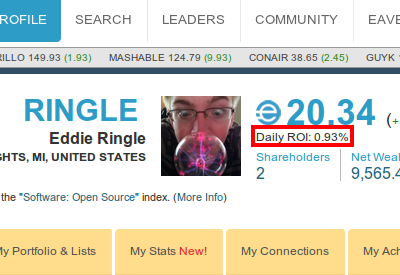 PROFILE SEARCH LEADERS COMMUNITY EAVE
RILLO 149.93 (1.93) MASHABLE 124.79 (9.93) CONAIR 38.65 (2.45) GUYK
RINGLE
Eddie Ringle
GHTS, MI, UNITED STATES
20.34 (+
Daily ROI: 0.93%
Shareholders Net Weal
2 9,565.4
the "Software: Open Source" index. (More Info)
My Portfolio & Lists My Stats New! My Connections My Ach